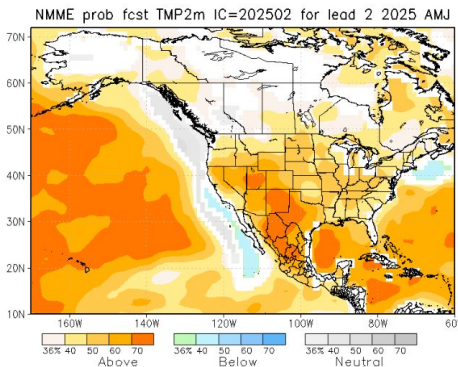 NMME prob fcst TMP2m IC=202502 for lead 2 2025 AMJ
70N
60N
50N
40N
30N
20N
10N
160W 140W 120W 100W 80W 60W
36% 40 50 60 70 36% 40 50 60 70 36% 40 50 60 70
Above Below Neutral